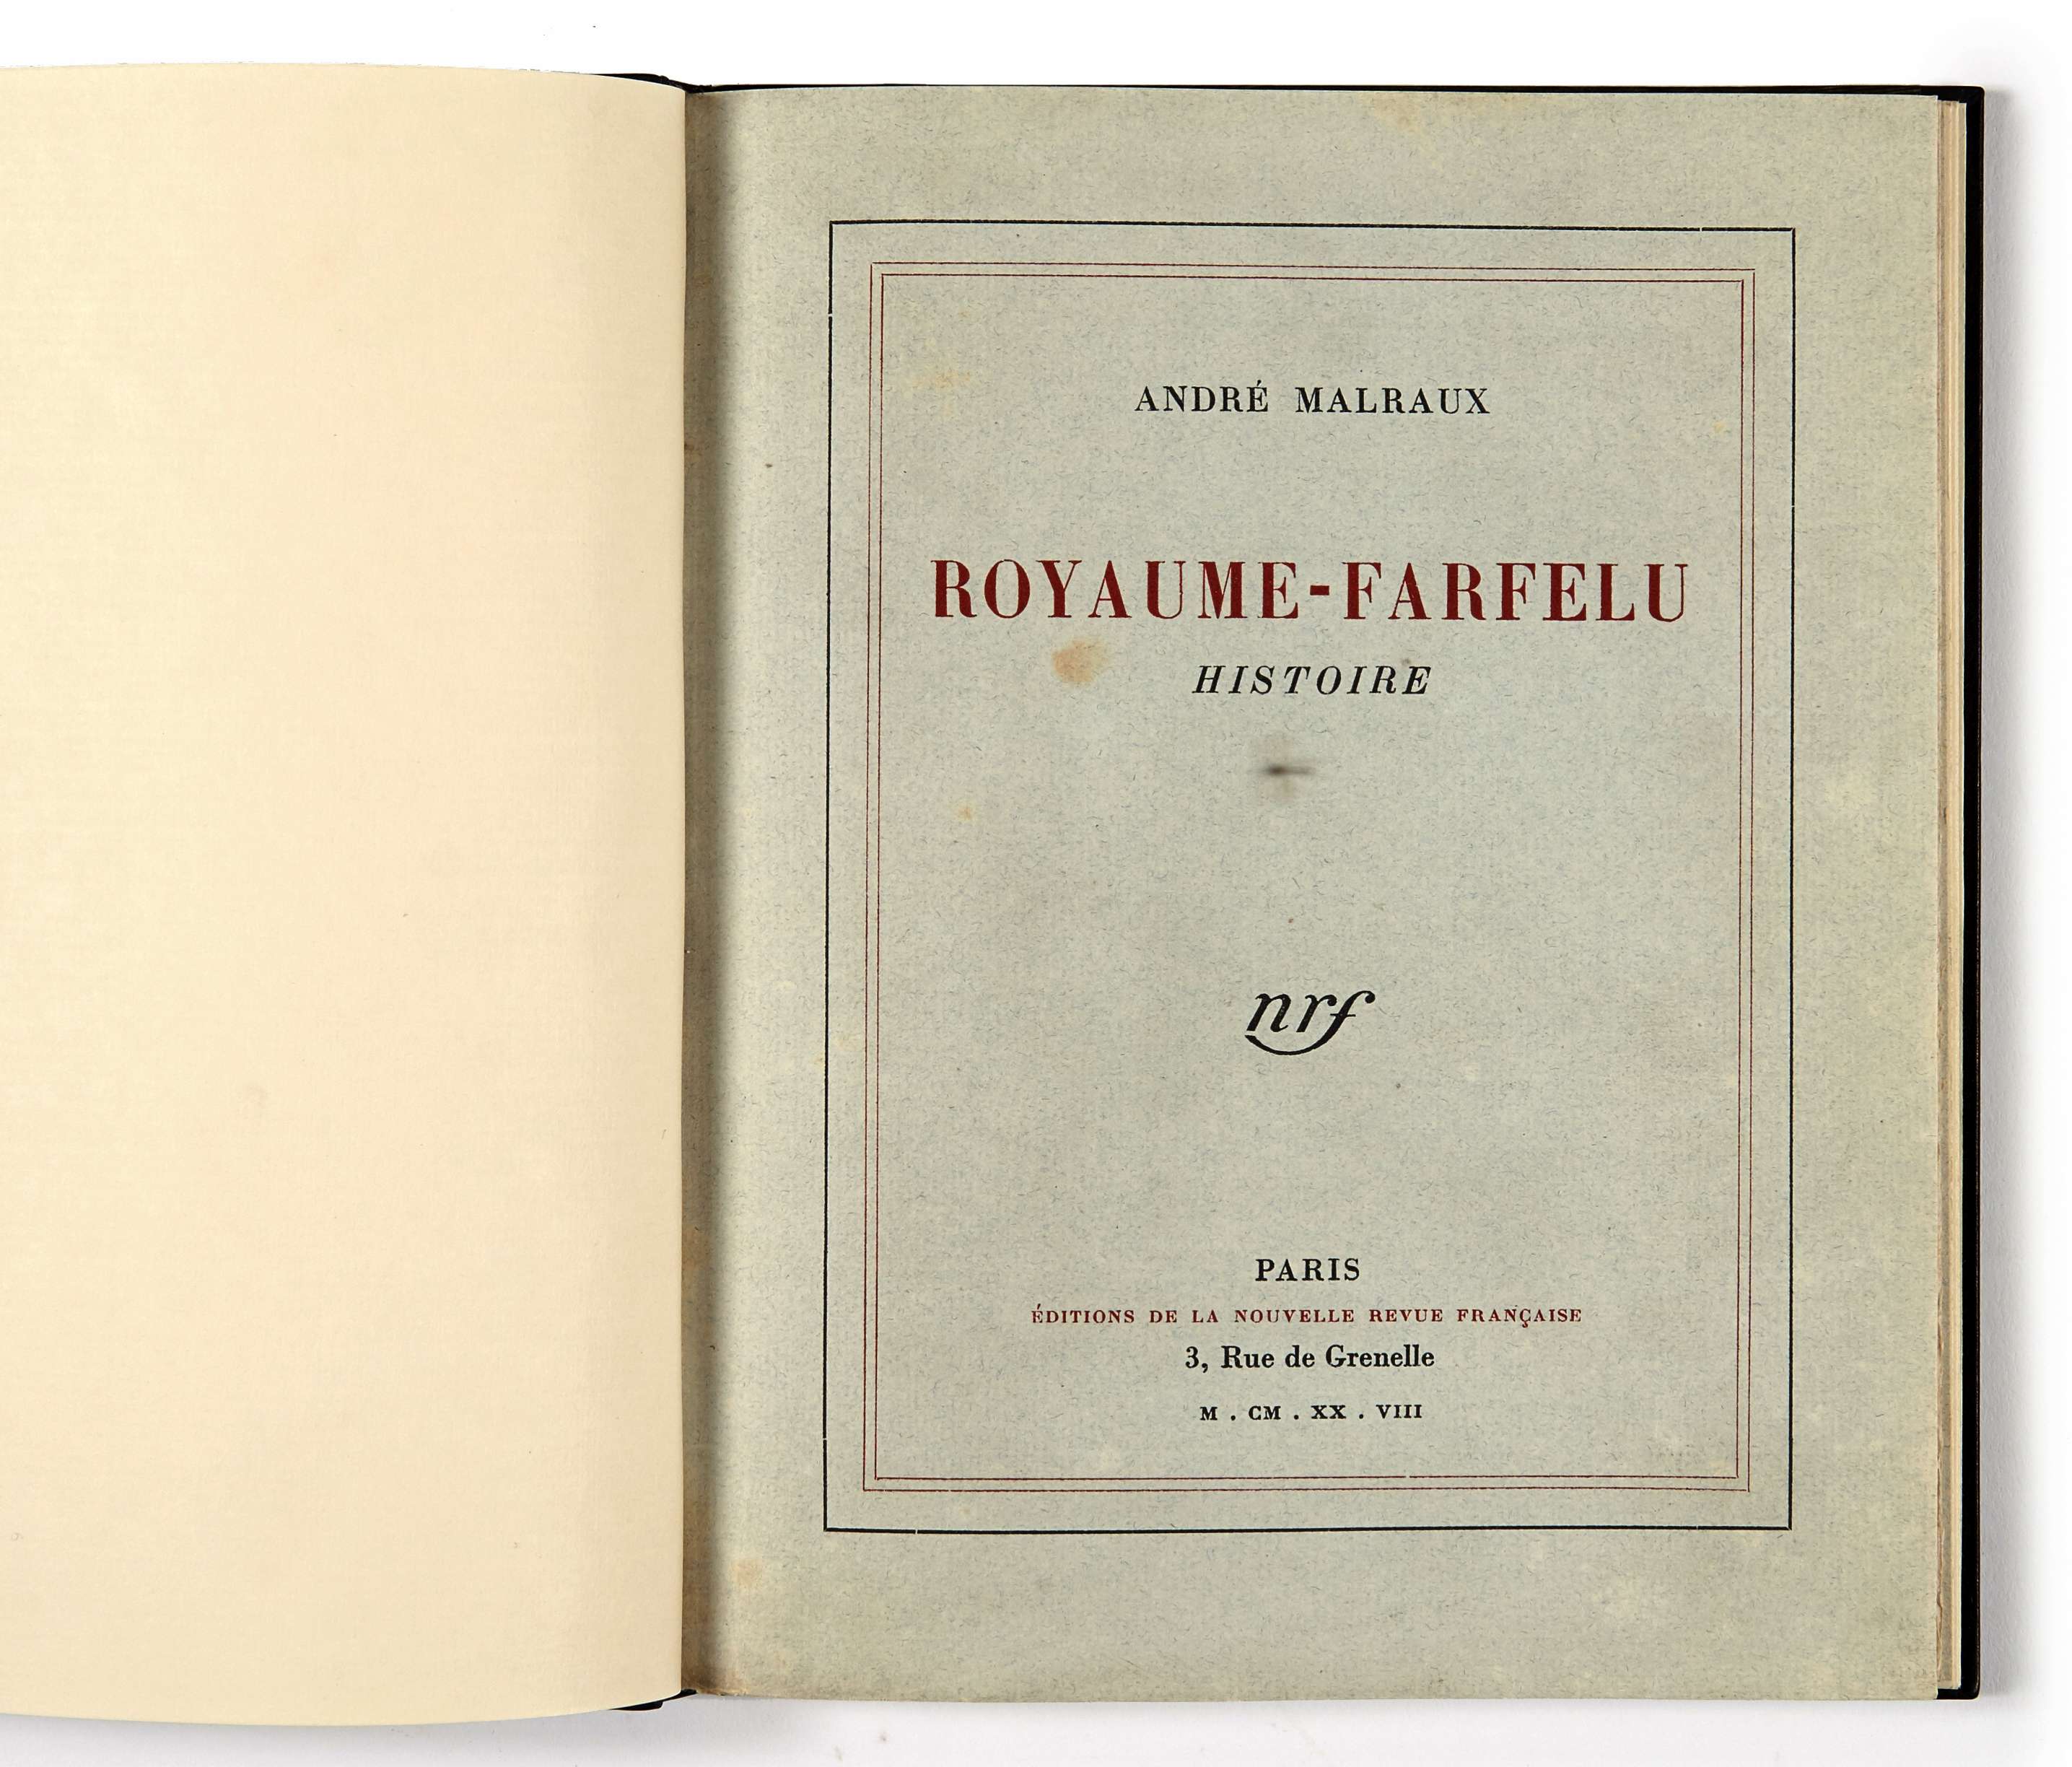 ANDRÉ MALRAUX
ROYAUME-FARFELU
HISTOIRE
nrf
PARIS
ÉDITIONS DE LA NOUVELLE REVUE FRANÇAISE
3, Rue de Grenelle
M . CM . XX . VIII